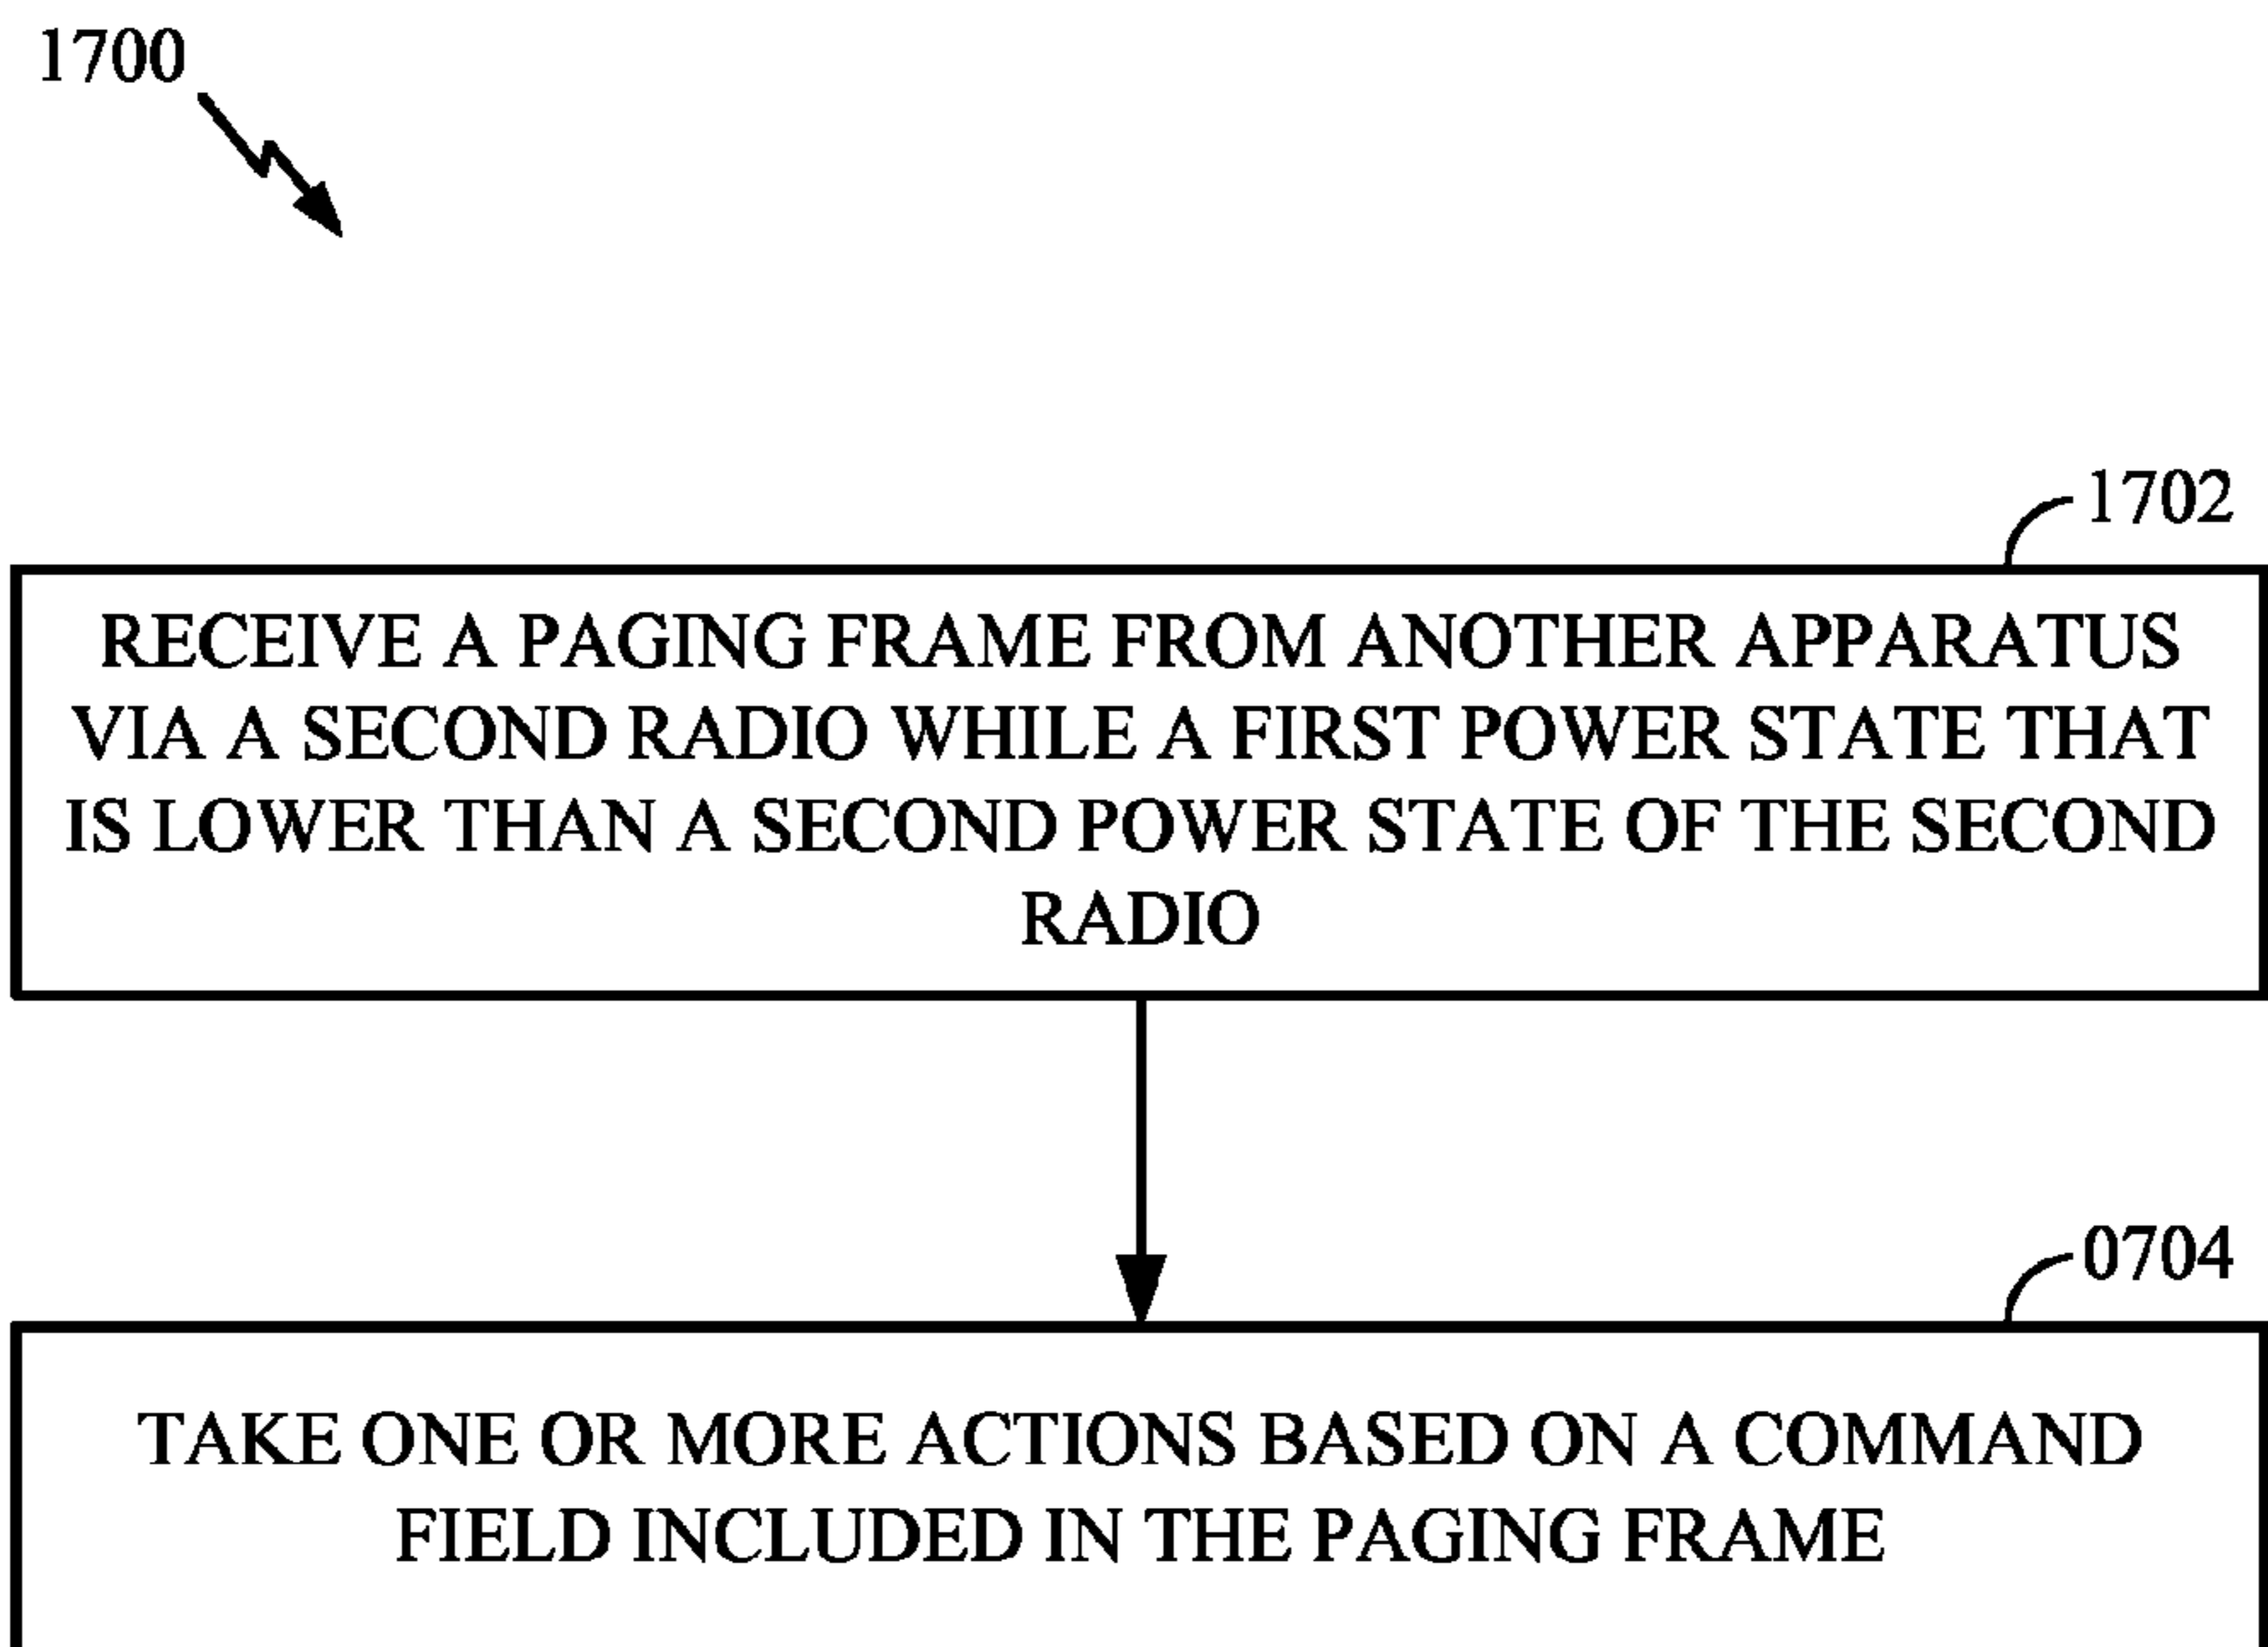 1700
1702
RECEIVE A PAGING FRAME FROM ANOTHER APPARATUS
VIA A SECOND RADIO WHILE A FIRST POWER STATE THAT
IS LOWER THAN A SECOND POWER STATE OF THE SECOND
RADIO
0704
TAKE ONE OR MORE ACTIONS BASED ON A COMMAND
FIELD INCLUDED IN THE PAGING FRAME